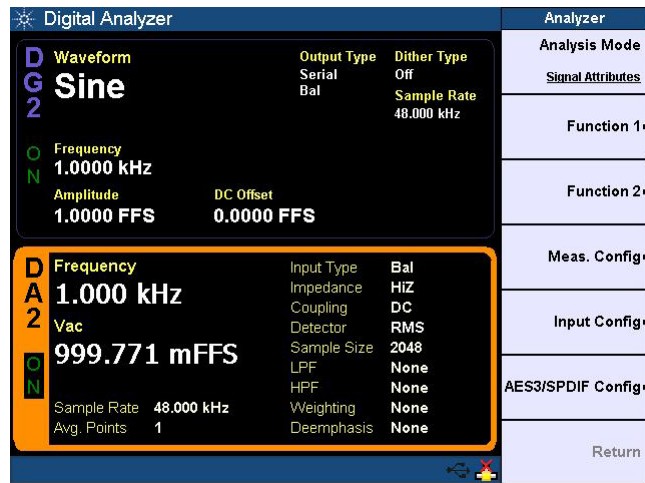 Digital Analyzer
DG2
ON
Waveform
Sine
Output Type
Serial
Bal
Dither Type
Off
Sample Rate
48.000 kHz
Frequency
1.0000 kHz
Amplitude
1.0000 FFS
DC Offset
0.0000 FFS
DA2
ON
Frequency
1.000 kHz
Vac
999.771 mFFS
Sample Rate 48.000 kHz
Avg. Points 1
Input Type Bal
Impedance HiZ
Coupling DC
Detector RMS
Sample Size 2048
LPF None
HPF None
Weighting None
Deemphasis None
Analyzer
Analysis Mode
Signal Attributes
Function 1
Function 2
Meas. Config
Input Config
AES3/SPDIF Config
Return